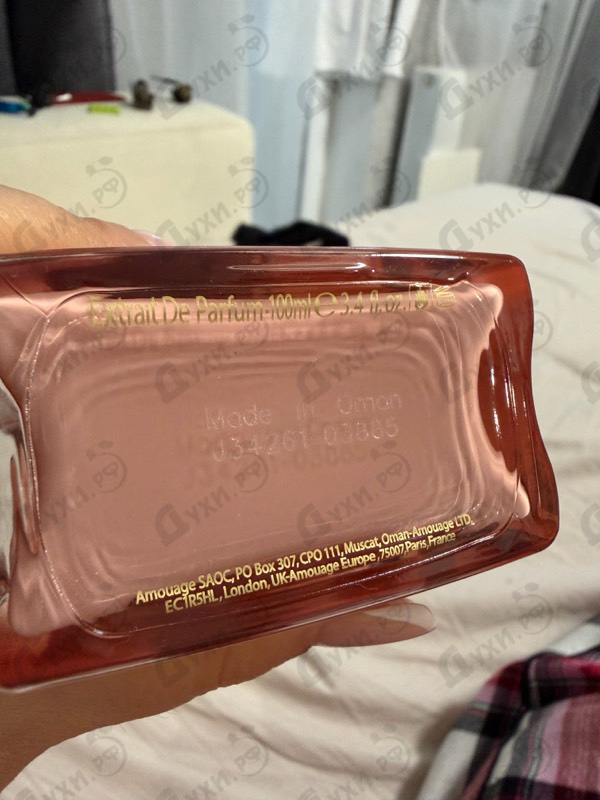 Extrait De Parfum-100ml ℮ 3.4 fl.oz.
Made in Oman
034261 03885
Amouage SAOC, PO Box 307, CPO 111, Muscat, Oman-Amouage LTD,
EC1R5HL, London, UK-Amouage Europe, 75007, Paris, France
духи.рф